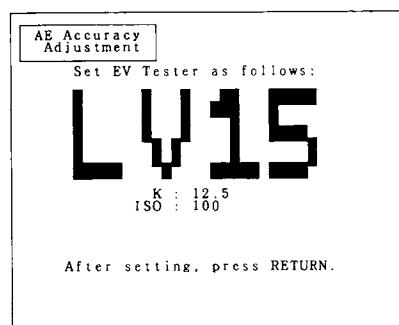 AE Accuracy
Adjustment
Set EV Tester as follows:
LV15
K : 12.5
ISO : 100
After setting, press RETURN.